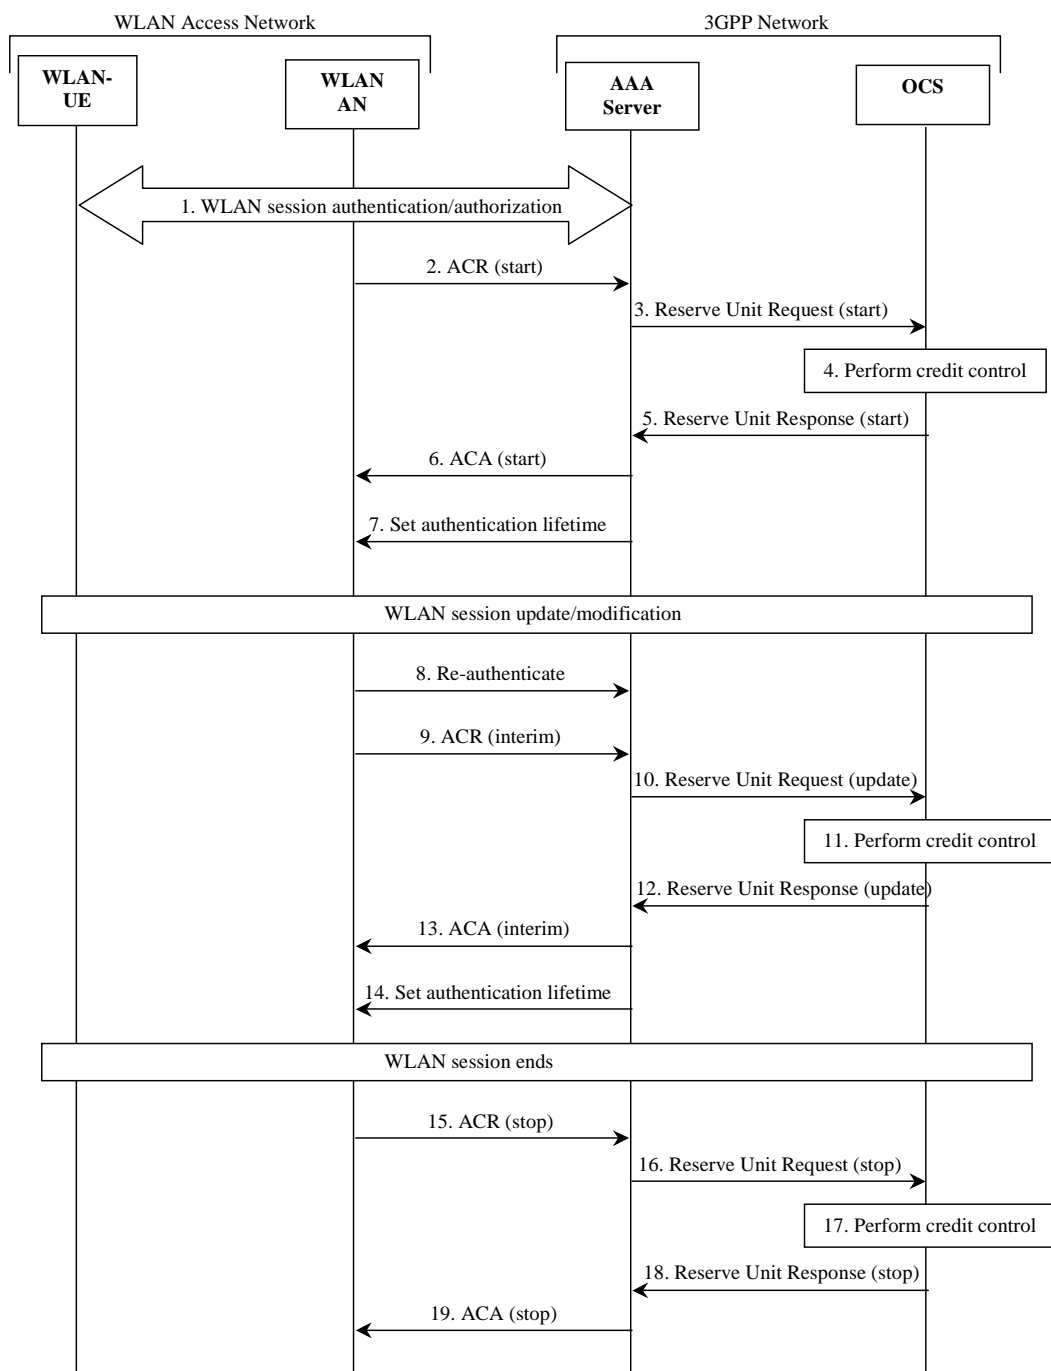 WLAN Access Network
3GPP Network
WLAN-
UE
WLAN
AN
AAA
Server
OCS
1. WLAN session authentication/authorization
2. ACR (start)
3. Reserve Unit Request (start)
4. Perform credit control
5. Reserve Unit Response (start)
6. ACA (start)
7. Set authentication lifetime
WLAN session update/modification
8. Re-authenticate
9. ACR (interim)
10. Reserve Unit Request (update)
11. Perform credit control
12. Reserve Unit Response (update)
13. ACA (interim)
14. Set authentication lifetime
WLAN session ends
15. ACR (stop)
16. Reserve Unit Request (stop)
17. Perform credit control
18. Reserve Unit Response (stop)
19. ACA (stop)